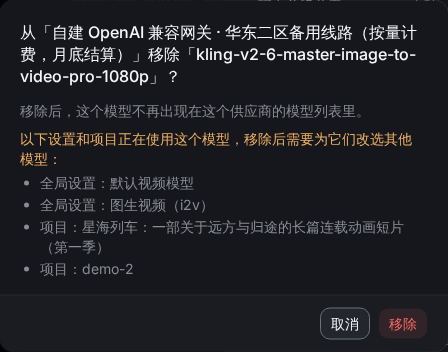 从「自建 OpenAI 兼容网关 · 华东二区备用线路（按量计
费，月底结算）」移除「kling-v2-6-master-image-to-
video-pro-1080p」？
移除后，这个模型不再出现在这个供应商的模型列表里。
以下设置和项目正在使用这个模型，移除后需要为它们改选其他
模型：
• 全局设置：默认视频模型
• 全局设置：图生视频（i2v）
• 项目：星海列车：一部关于远方与归途的长篇连载动画短片
（第一季）
• 项目：demo-2
取消 移除